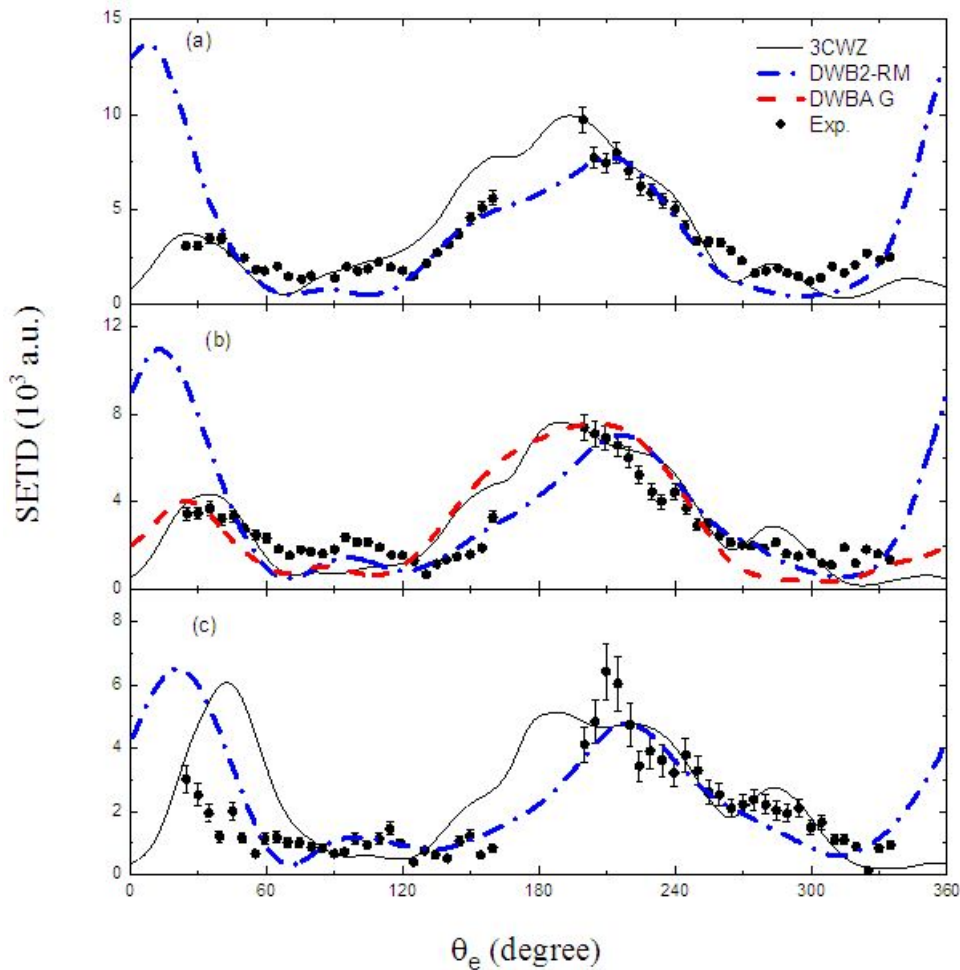 15
(a)
3CWZ
DWB2-RM
DWBA G
Exp.
10
5
0
12
(b)
8
4
0
8
(c)
6
4
2
0
0 60 120 180 240 300 360
SETD (10³ a.u.)
θₑ (degree)